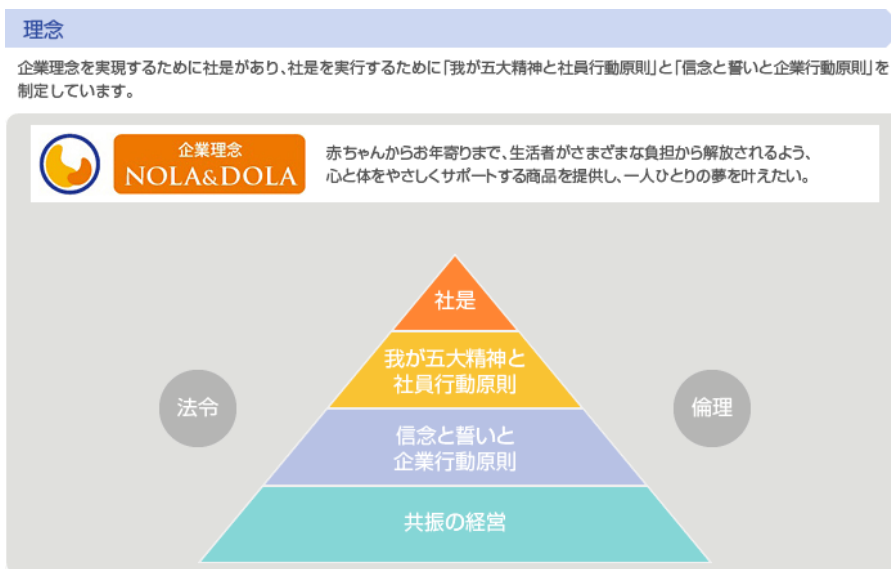 理念
企業理念を実現するために社是があり、社是を実行するために「我が五大精神と社員行動原則」と「信念と誓いと企業行動原則」を
制定しています。
企業理念
NOLA&DOLA
赤ちゃんからお年寄りまで、生活者がさまざまな負担から解放されるよう、
心と体をやさしくサポートする商品を提供し、一人ひとりの夢を叶えたい。
社是
我が五大精神と
社員行動原則
法令
倫理
信念と誓いと
企業行動原則
共振の経営